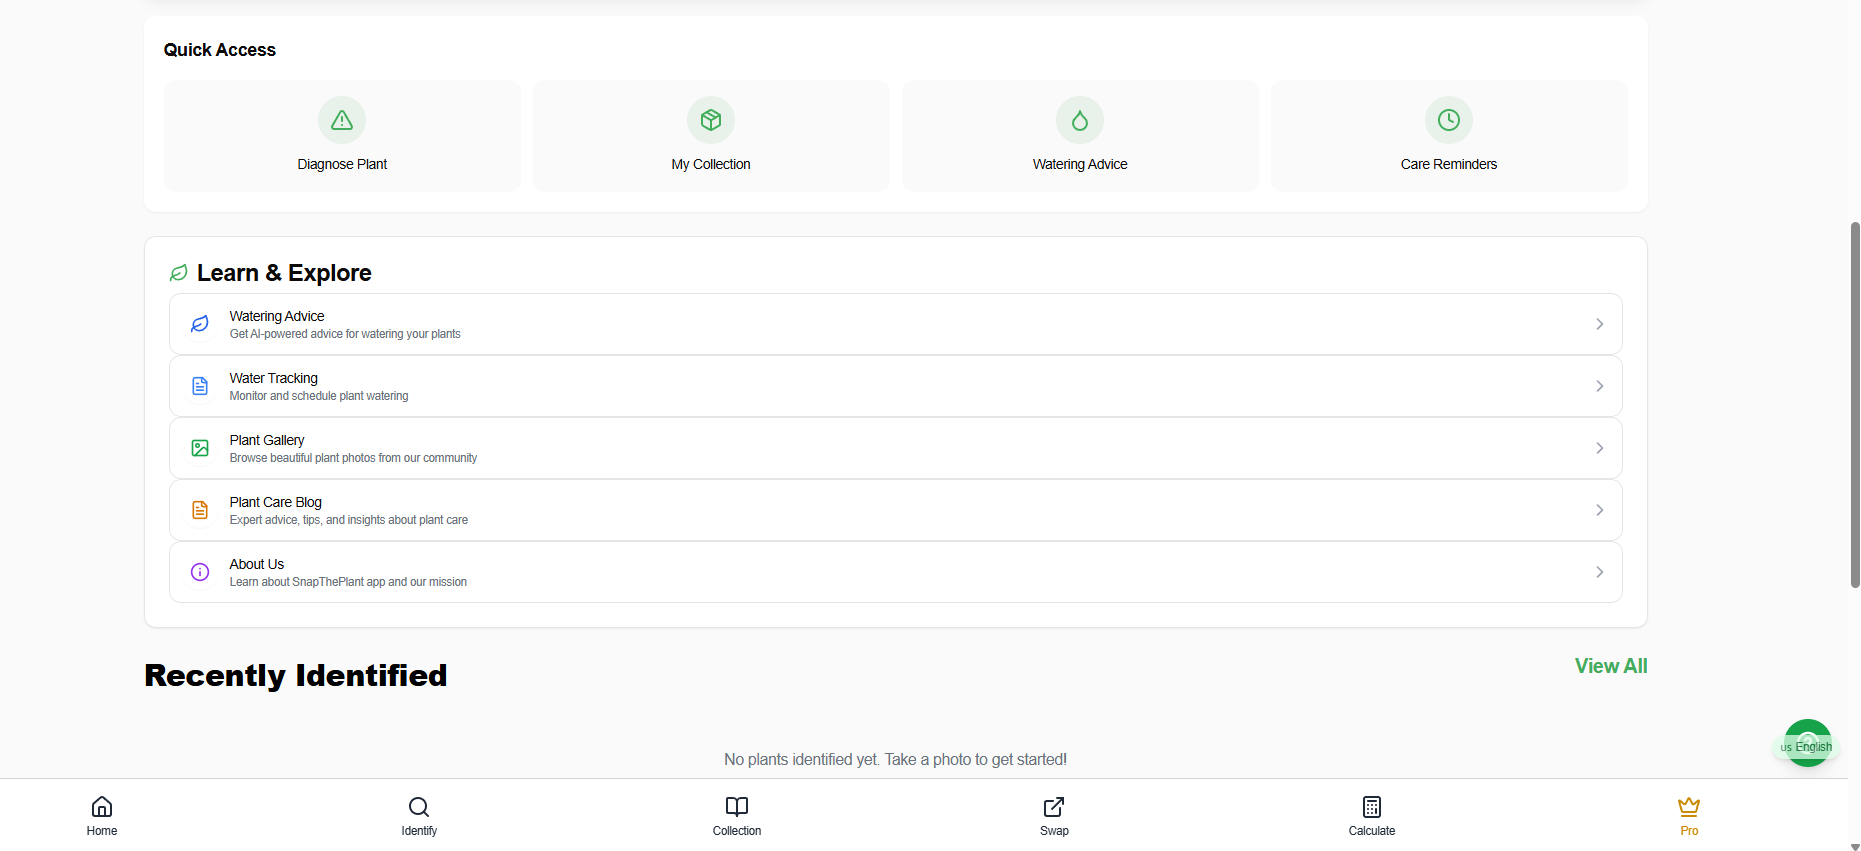 Quick Access
Diagnose Plant
My Collection
Watering Advice
Care Reminders
Learn & Explore
Watering Advice
Get AI-powered advice for watering your plants
Water Tracking
Monitor and schedule plant watering
Plant Gallery
Browse beautiful plant photos from our community
Plant Care Blog
Expert advice, tips, and insights about plant care
About Us
Learn about SnapThePlant app and our mission
Recently Identified
View All
us English
No plants identified yet. Take a photo to get started!
Home
Identify
Collection
Swap
Calculate
Pro